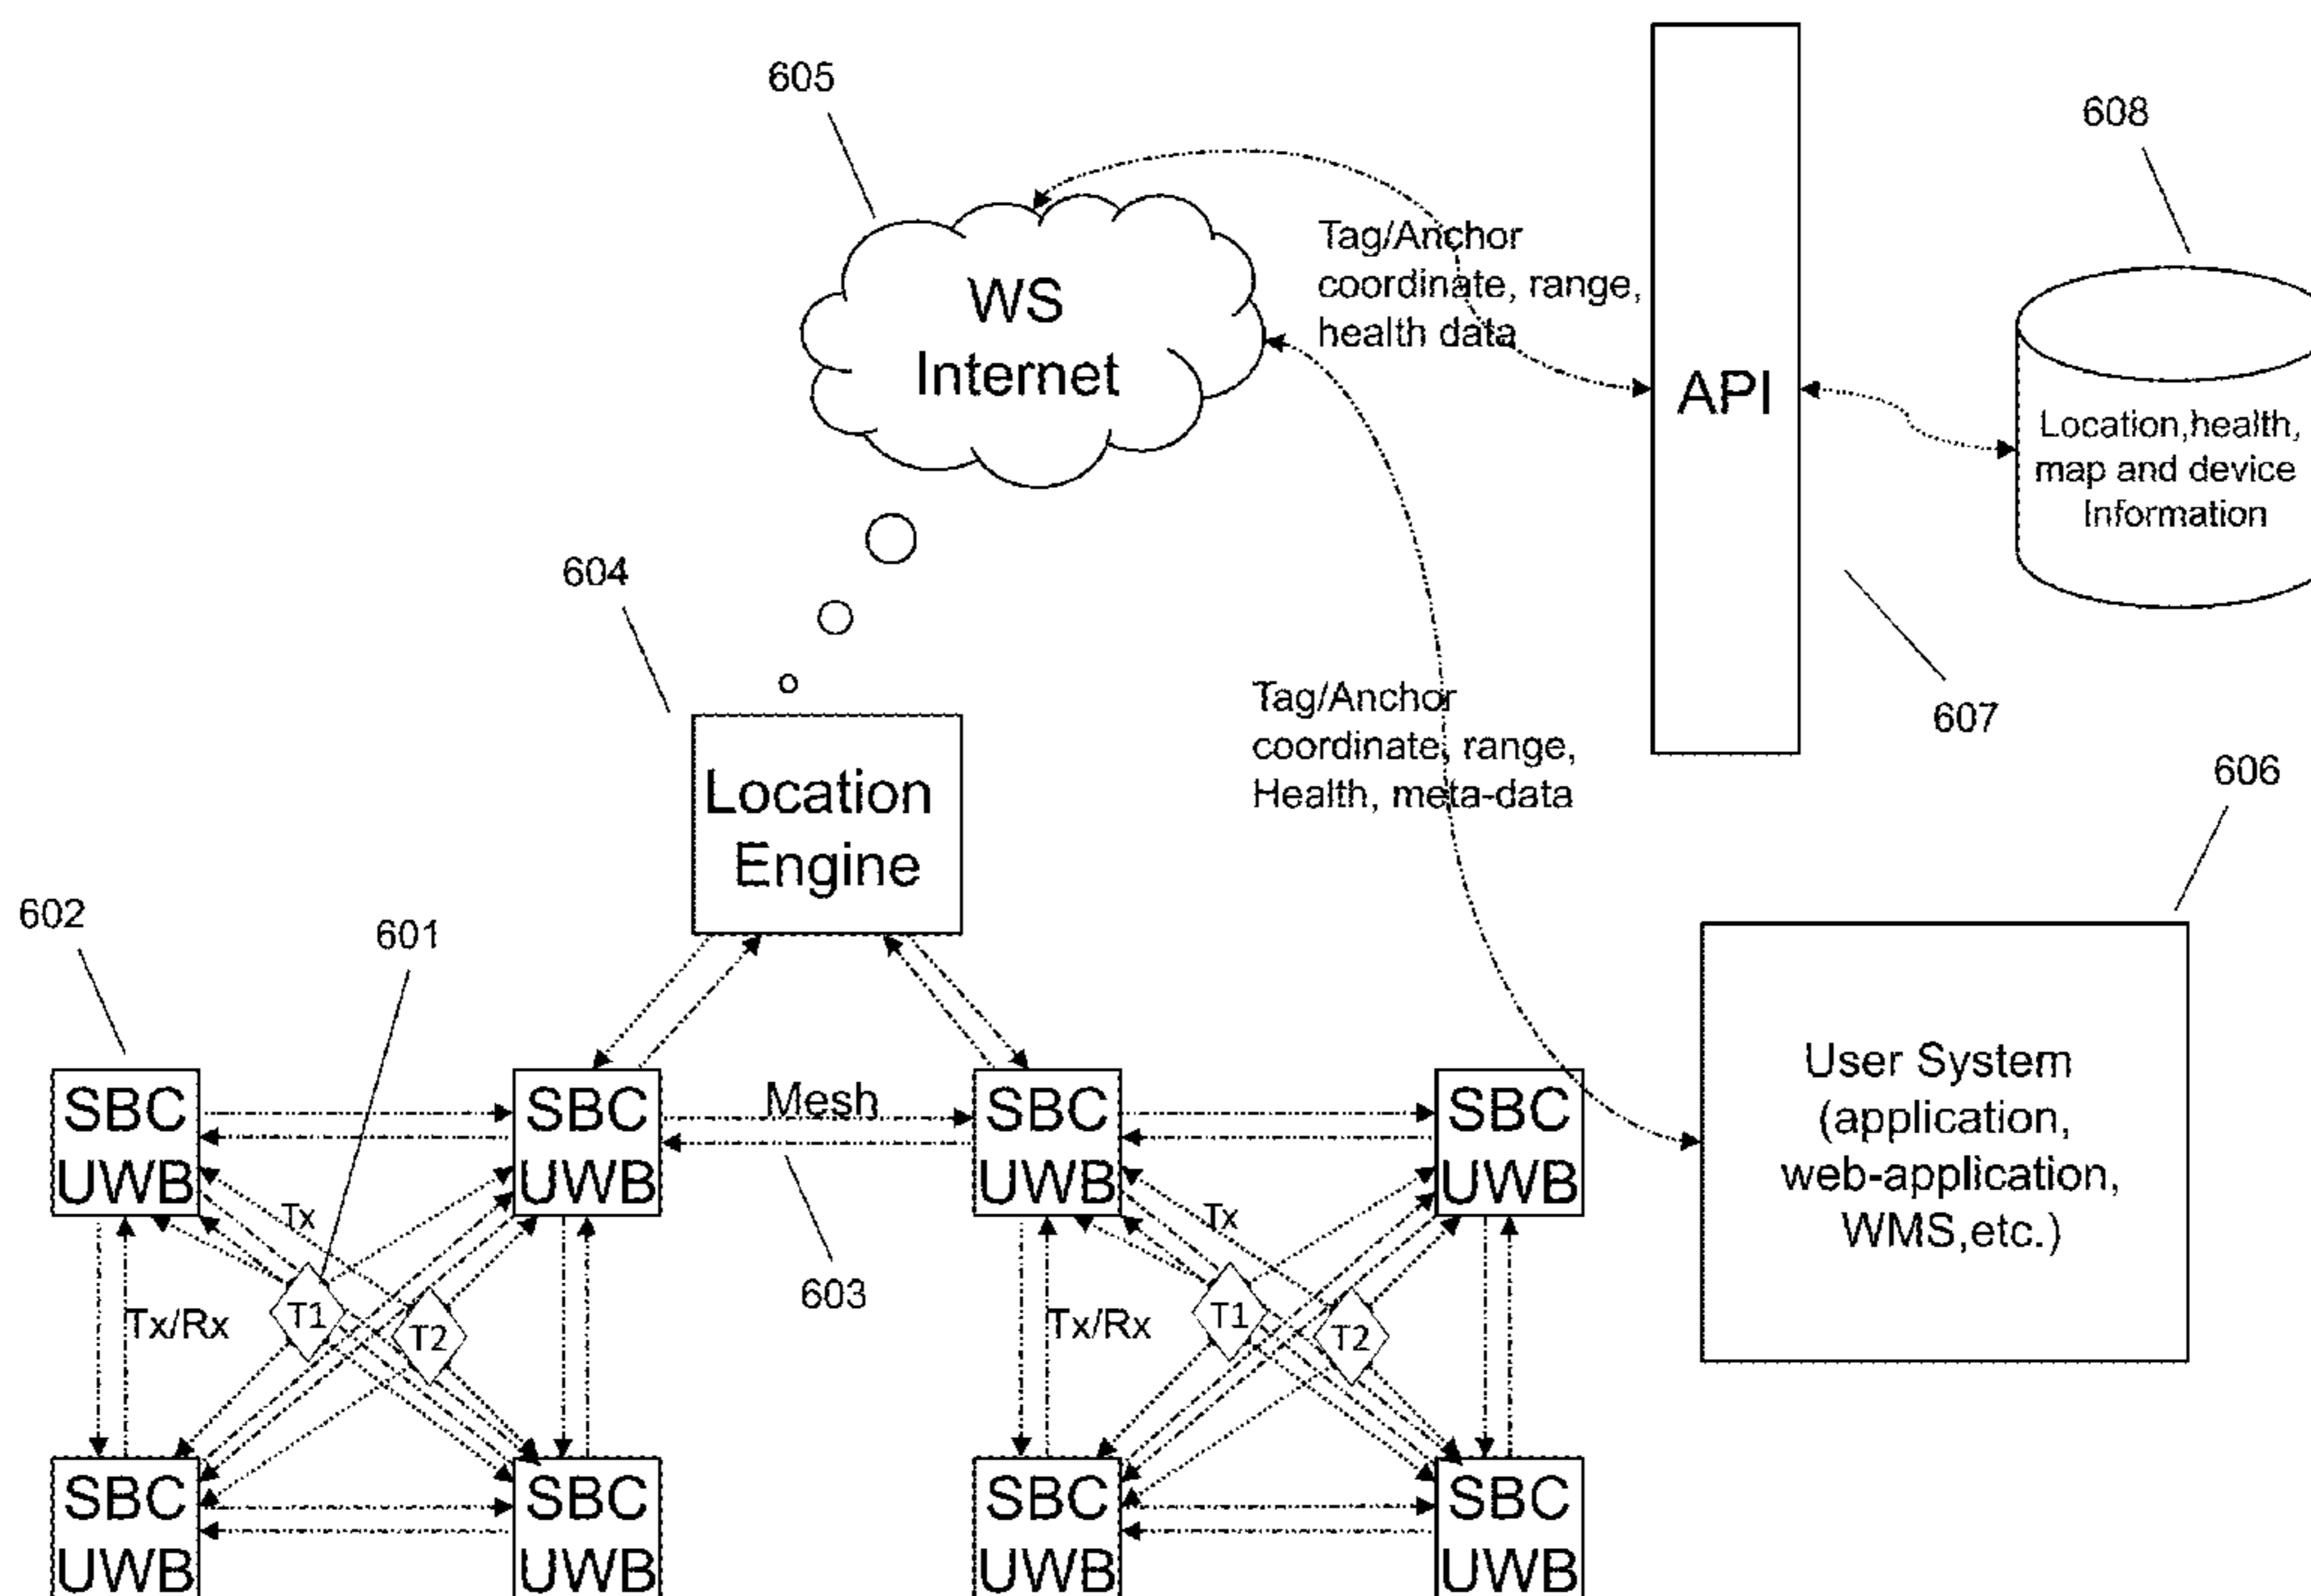 605
608
Tag/Anchor
coordinate, range,
health data
WS
Internet
API
Location,health,
map and device
Information
604
607
Tag/Anchor
coordinate, range,
Health, meta-data
606
Location
Engine
602
601
User System
(application,
web-application,
WMS,etc.)
SBC
UWB
SBC
UWB
Mesh
SBC
UWB
SBC
UWB
Tx
Tx
603
Tx/Rx
T1
T2
Tx/Rx
T1
T2
SBC
UWB
SBC
UWB
SBC
UWB
SBC
UWB